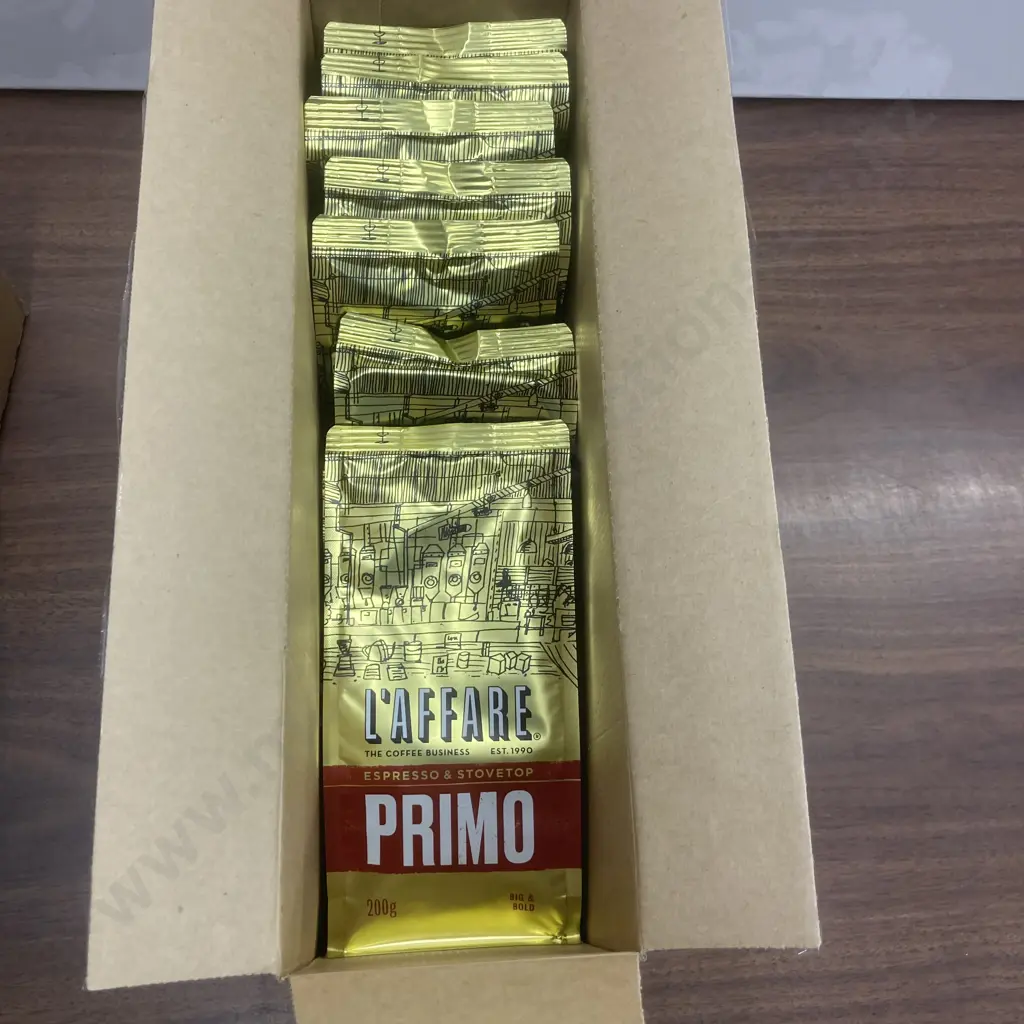 L'AFFARE®
THE COFFEE BUSINESS EST. 1990
ESPRESSO & STOVETOP
PRIMO
200g
BIG &
BOLD